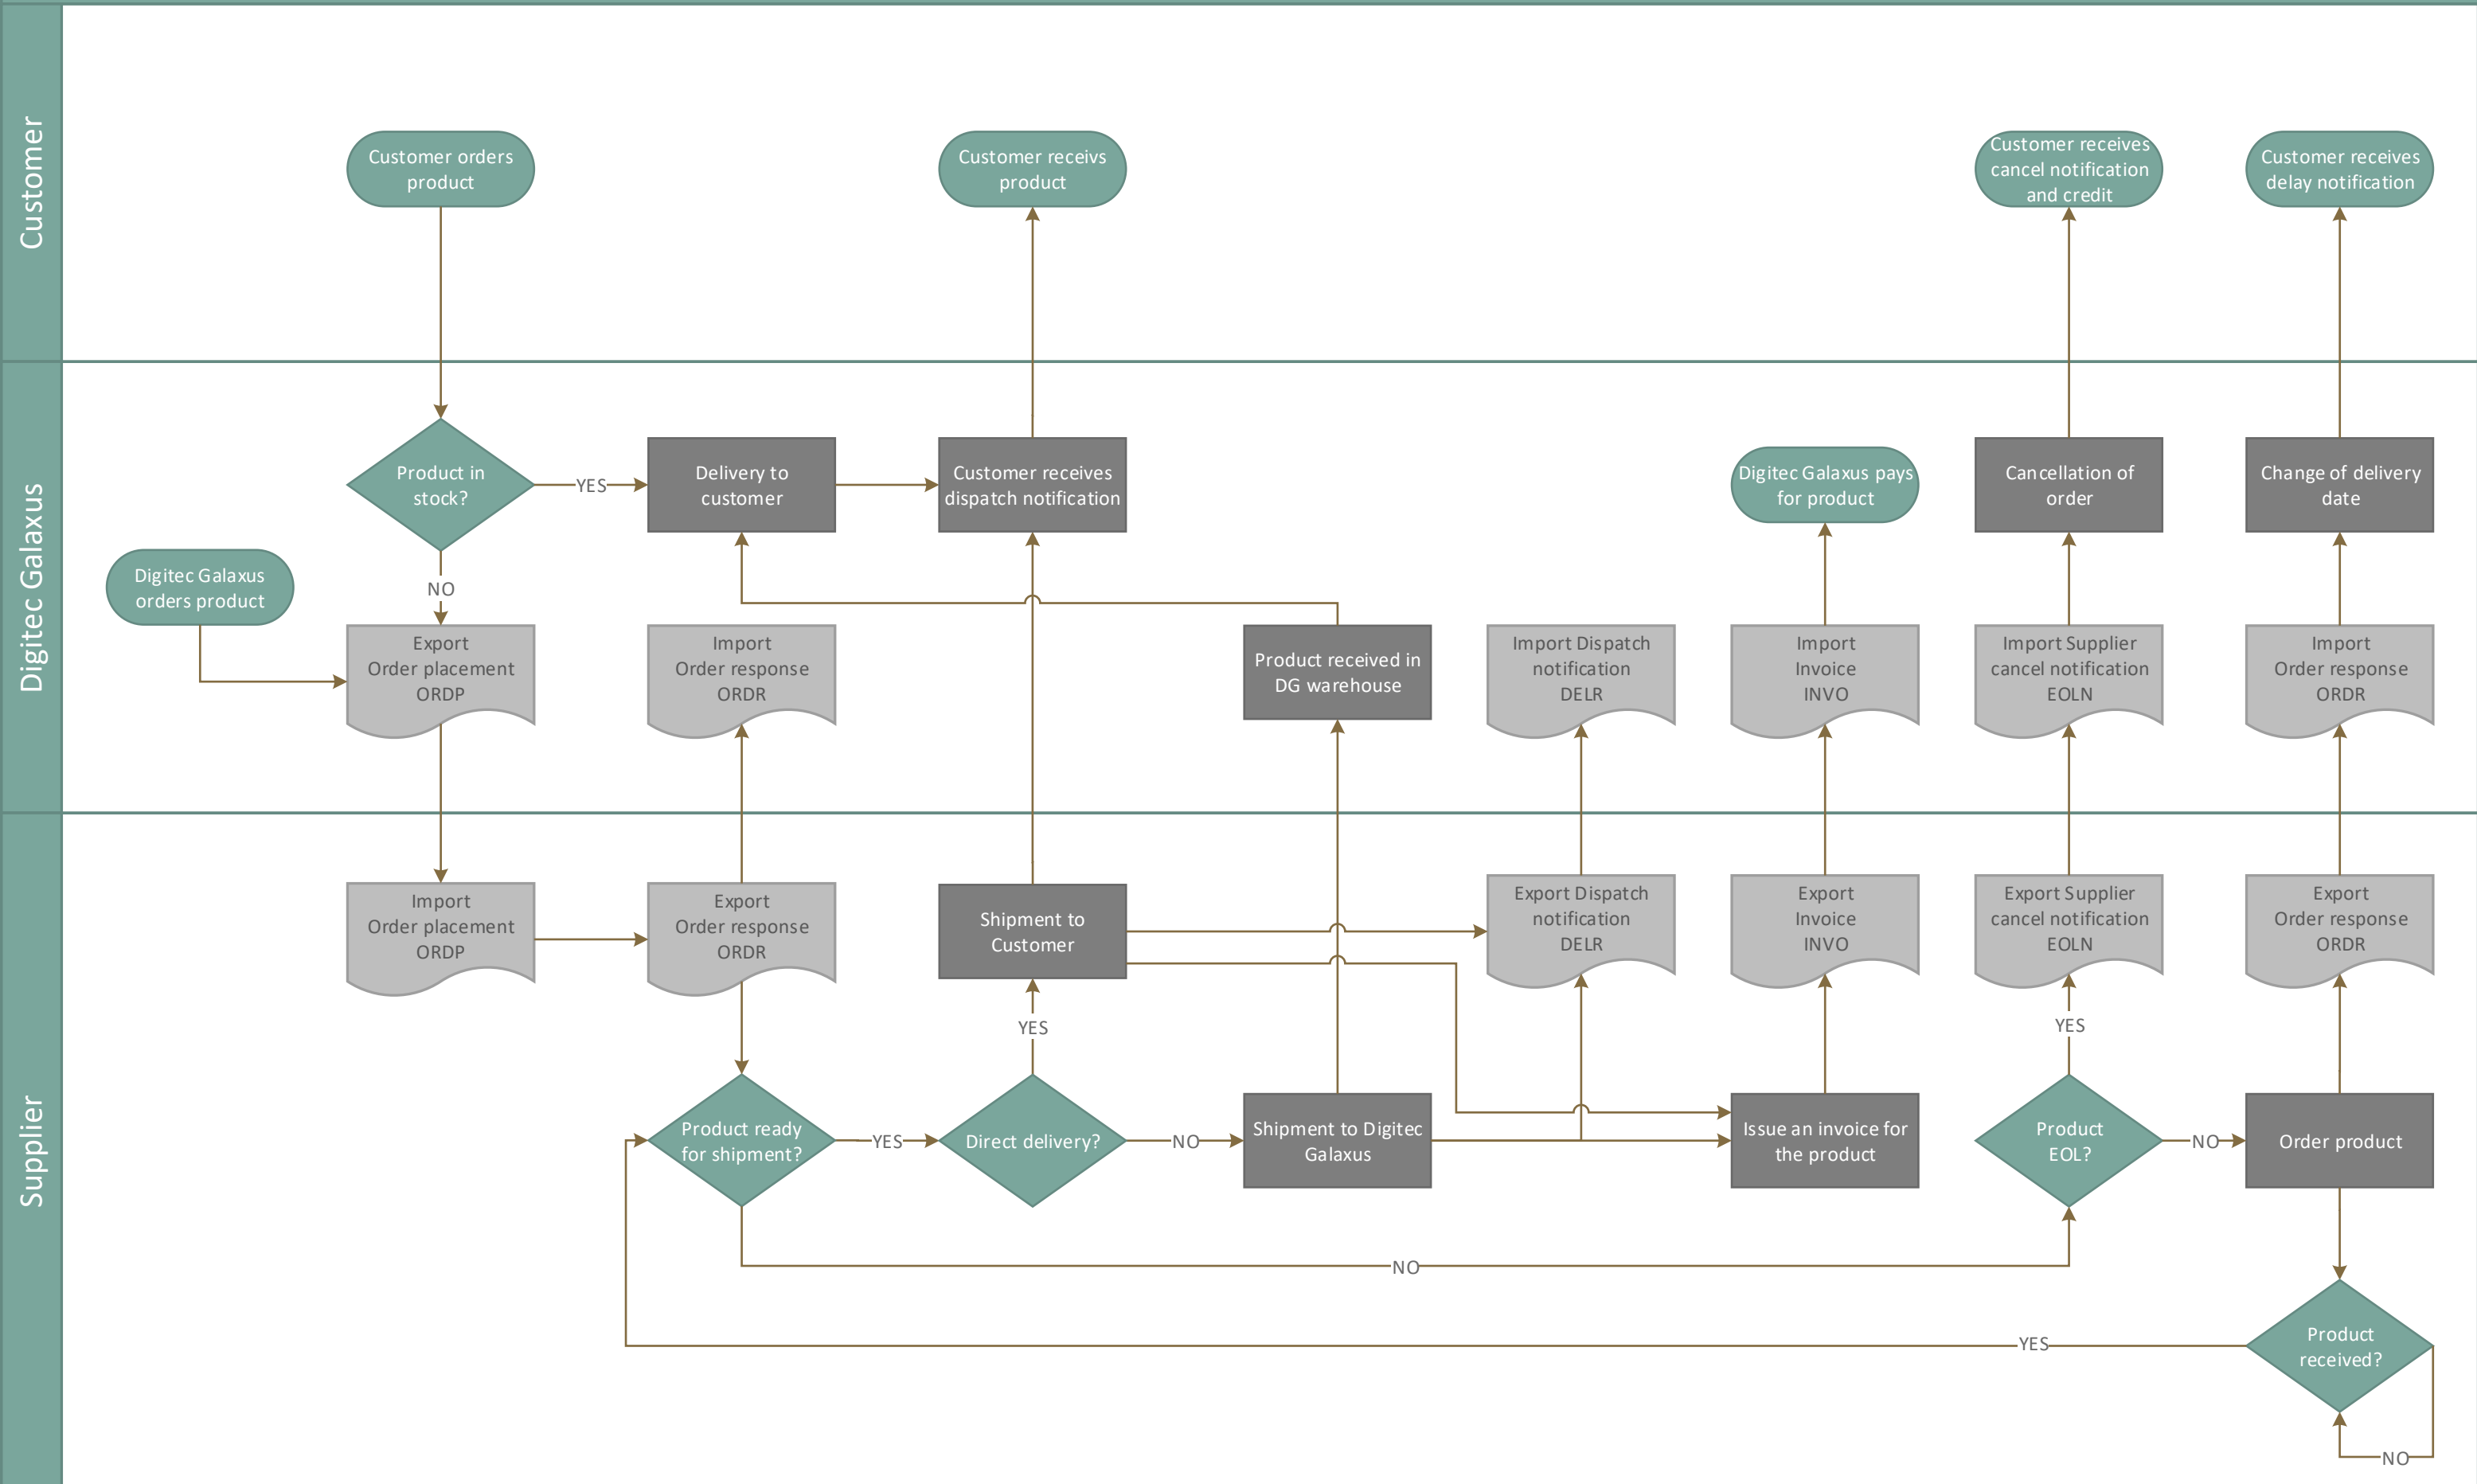 Customer
Customer orders
product
Customer receivs
product
Customer receives
cancel notification
and credit
Customer receives
delay notification
Digitec Galaxus
Product in
stock?
YES
Delivery to
customer
Customer receives
dispatch notification
Digitec Galaxus pays
for product
Cancellation of
order
Change of delivery
date
NO
Digitec Galaxus
orders product
Export
Order placement
ORDP
Import
Order response
ORDR
Product received in
DG warehouse
Import Dispatch
notification
DELR
Import
Invoice
INVO
Import Supplier
cancel notification
EOLN
Import
Order response
ORDR
Supplier
Import
Order placement
ORDP
Export
Order response
ORDR
Shipment to
Customer
Export Dispatch
notification
DELR
Export
Invoice
INVO
Export Supplier
cancel notification
EOLN
Export
Order response
ORDR
YES
YES
Product ready
for shipment?
YES
Direct delivery?
NO
Shipment to Digitec
Galaxus
Issue an invoice for
the product
Product
EOL?
NO
Order product
NO
YES
Product
received?
NO